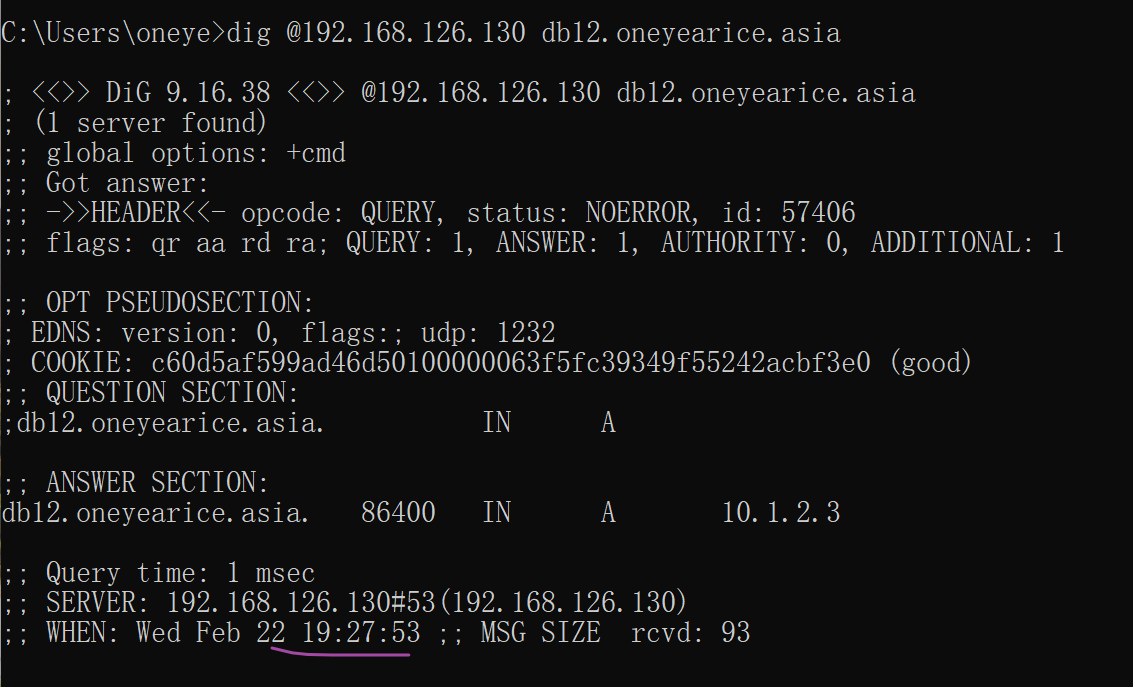 C:\Users\oneye>dig @192.168.126.130 db12.oneyearice.asia
; <<>> DiG 9.16.38 <<>> @192.168.126.130 db12.oneyearice.asia
; (1 server found)
;; global options: +cmd
;; Got answer:
;; ->>HEADER<<- opcode: QUERY, status: NOERROR, id: 57406
;; flags: qr aa rd ra; QUERY: 1, ANSWER: 1, AUTHORITY: 0, ADDITIONAL: 1
;; OPT PSEUDOSECTION:
; EDNS: version: 0, flags:; udp: 1232
; COOKIE: c60d5af599ad46d50100000063f5fc39349f55242acbf3e0 (good)
;; QUESTION SECTION:
;db12.oneyearice.asia. IN A
;; ANSWER SECTION:
db12.oneyearice.asia. 86400 IN A 10.1.2.3
;; Query time: 1 msec
;; SERVER: 192.168.126.130#53(192.168.126.130)
;; WHEN: Wed Feb 22 19:27:53 ;; MSG SIZE rcvd: 93